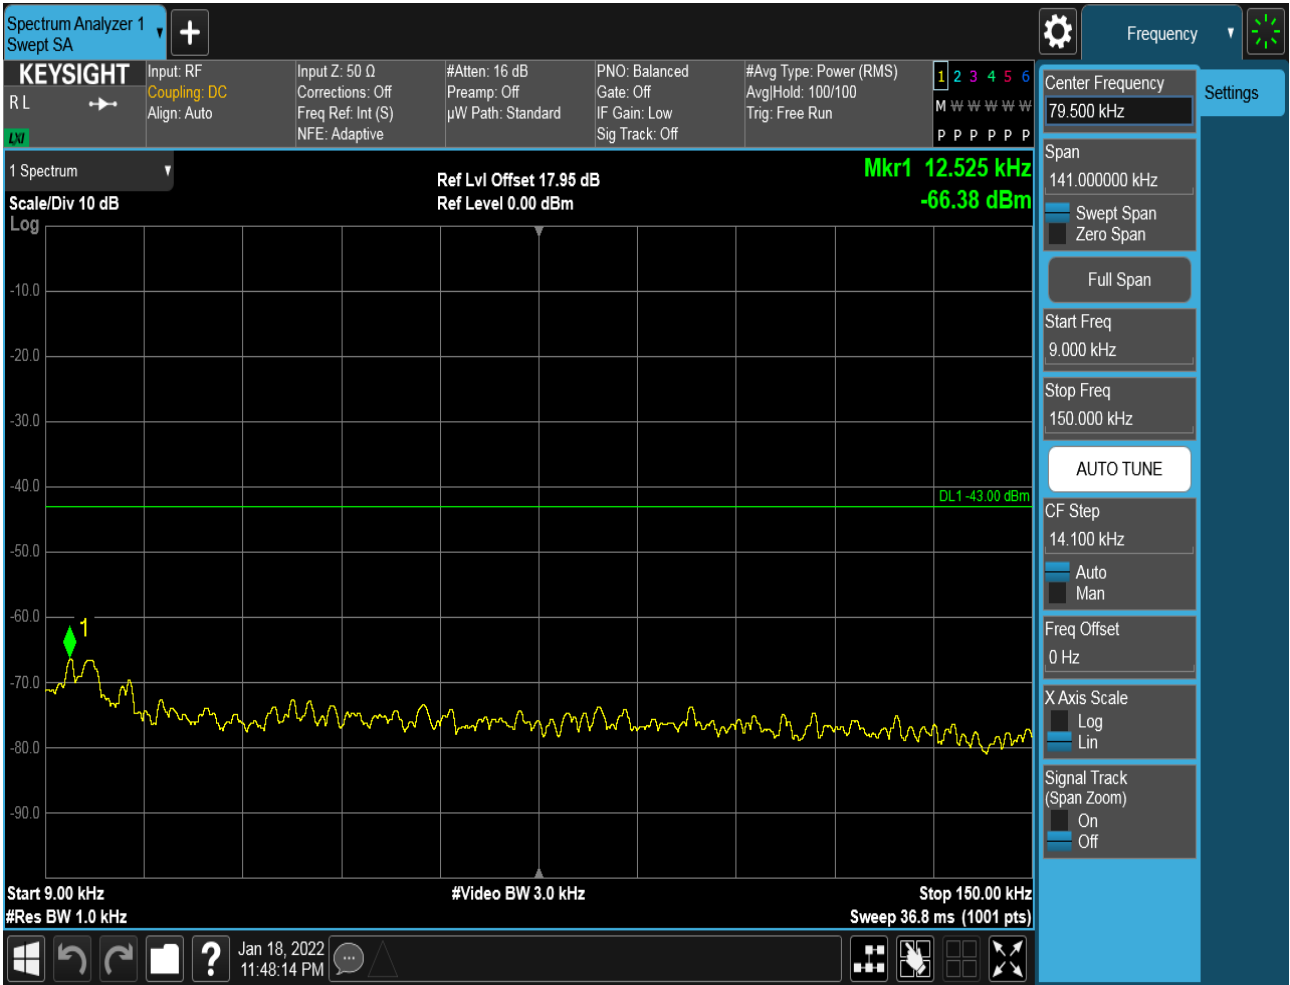 Spectrum Analyzer 1
Swept SA
Frequency
KEYSIGHT
R L
LXI
Input: RF
Coupling: DC
Align: Auto
Input Z: 50 Ω
Corrections: Off
Freq Ref: Int (S)
NFE: Adaptive
#Atten: 16 dB
Preamp: Off
µW Path: Standard
PNO: Balanced
Gate: Off
IF Gain: Low
Sig Track: Off
#Avg Type: Power (RMS)
Avg|Hold: 100/100
Trig: Free Run
1 2 3 4 5 6
M W W W W W
P P P P P P
1 Spectrum
Scale/Div 10 dB
Log
Ref Lvl Offset 17.95 dB
Ref Level 0.00 dBm
Mkr1 12.525 kHz
-66.38 dBm
-10.0
-20.0
-30.0
-40.0
DL1 -43.00 dBm
-50.0
-60.0
1
-70.0
-80.0
-90.0
Start 9.00 kHz
#Video BW 3.0 kHz
Stop 150.00 kHz
#Res BW 1.0 kHz
Sweep 36.8 ms (1001 pts)
?
Jan 18, 2022
11:48:14 PM
Center Frequency
79.500 kHz
Settings
Span
141.000000 kHz
Swept Span
Zero Span
Full Span
Start Freq
9.000 kHz
Stop Freq
150.000 kHz
AUTO TUNE
CF Step
14.100 kHz
Auto
Man
Freq Offset
0 Hz
X Axis Scale
Log
Lin
Signal Track
(Span Zoom)
On
Off